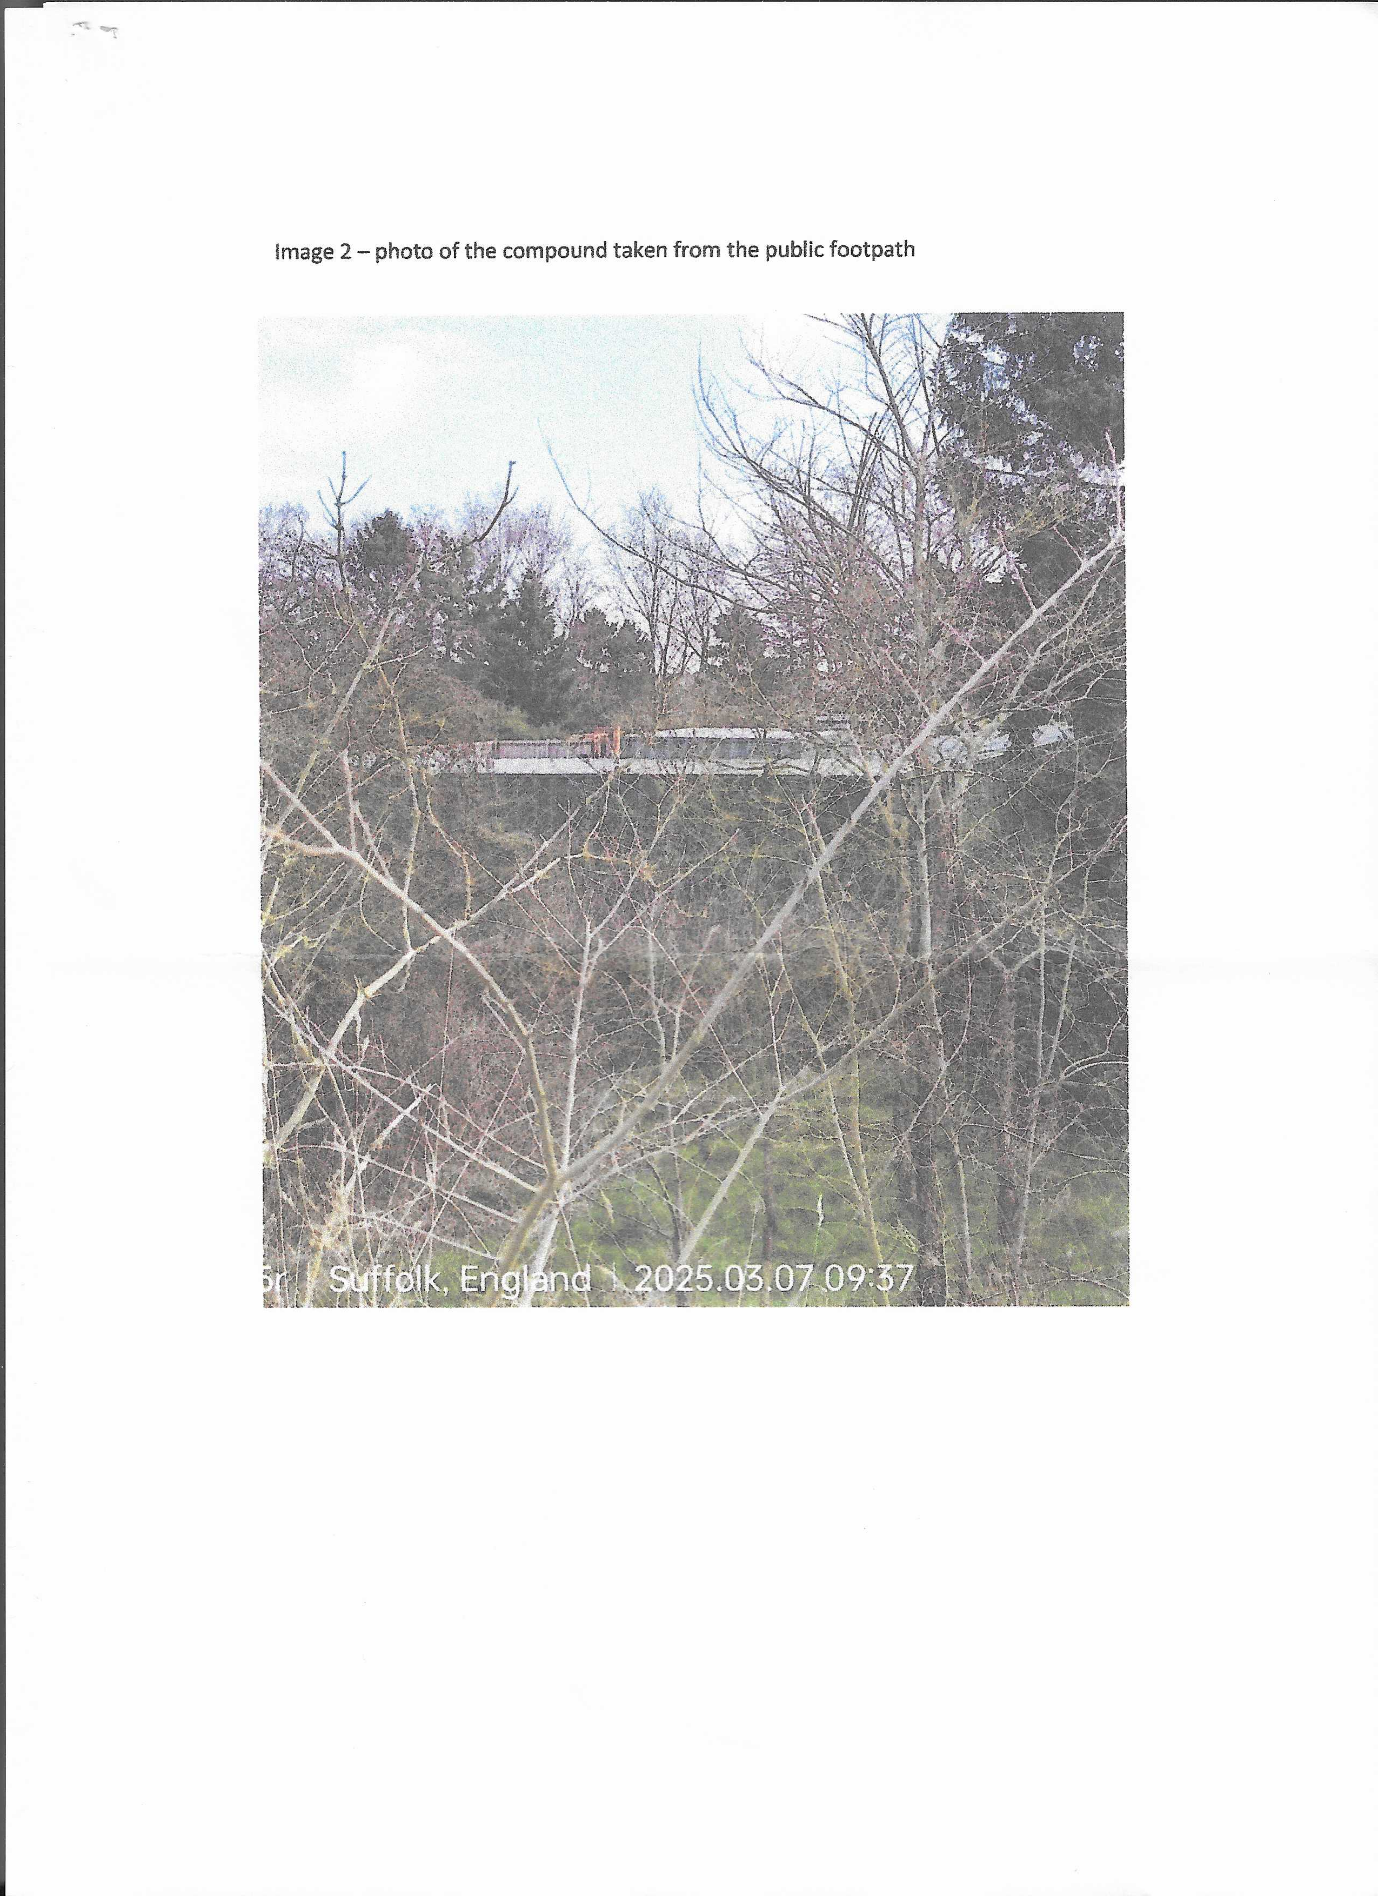 Image 2 – photo of the compound taken from the public footpath
Suffolk, England | 2025.03.07 09:37